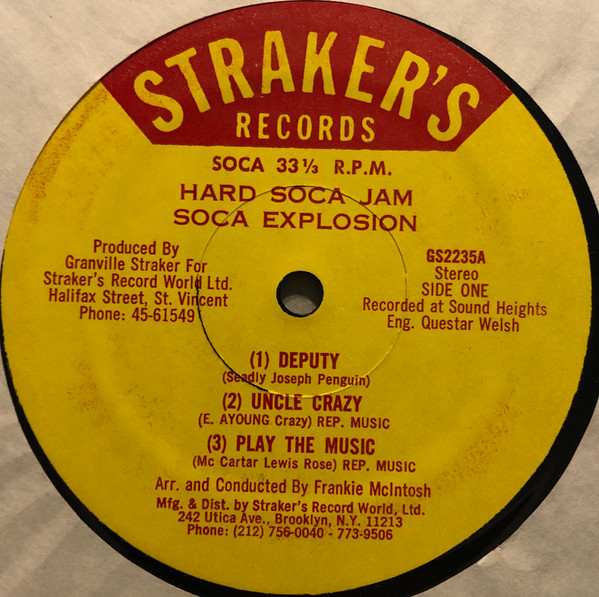 STRAKER'S
RECORDS
SOCA 33⅓ R.P.M.
HARD SOCA JAM
SOCA EXPLOSION
Produced By
Granville Straker For
Straker's Record World Ltd.
Halifax Street, St. Vincent
Phone: 45-61549
GS2235A
Stereo
SIDE ONE
Recorded at Sound Heights
Eng. Questar Welsh
(1) DEPUTY
(Seadly Joseph Penguin)
(2) UNCLE CRAZY
(E. AYOUNG Crazy) REP. MUSIC
(3) PLAY THE MUSIC
(Mc Cartar Lewis Rose) REP. MUSIC
Arr. and Conducted By Frankie McIntosh
Mfg. & Dist. by Straker's Record World, Ltd.
242 Utica Ave., Brooklyn, N.Y. 11213
Phone: (212) 756-0040 - 773-9506